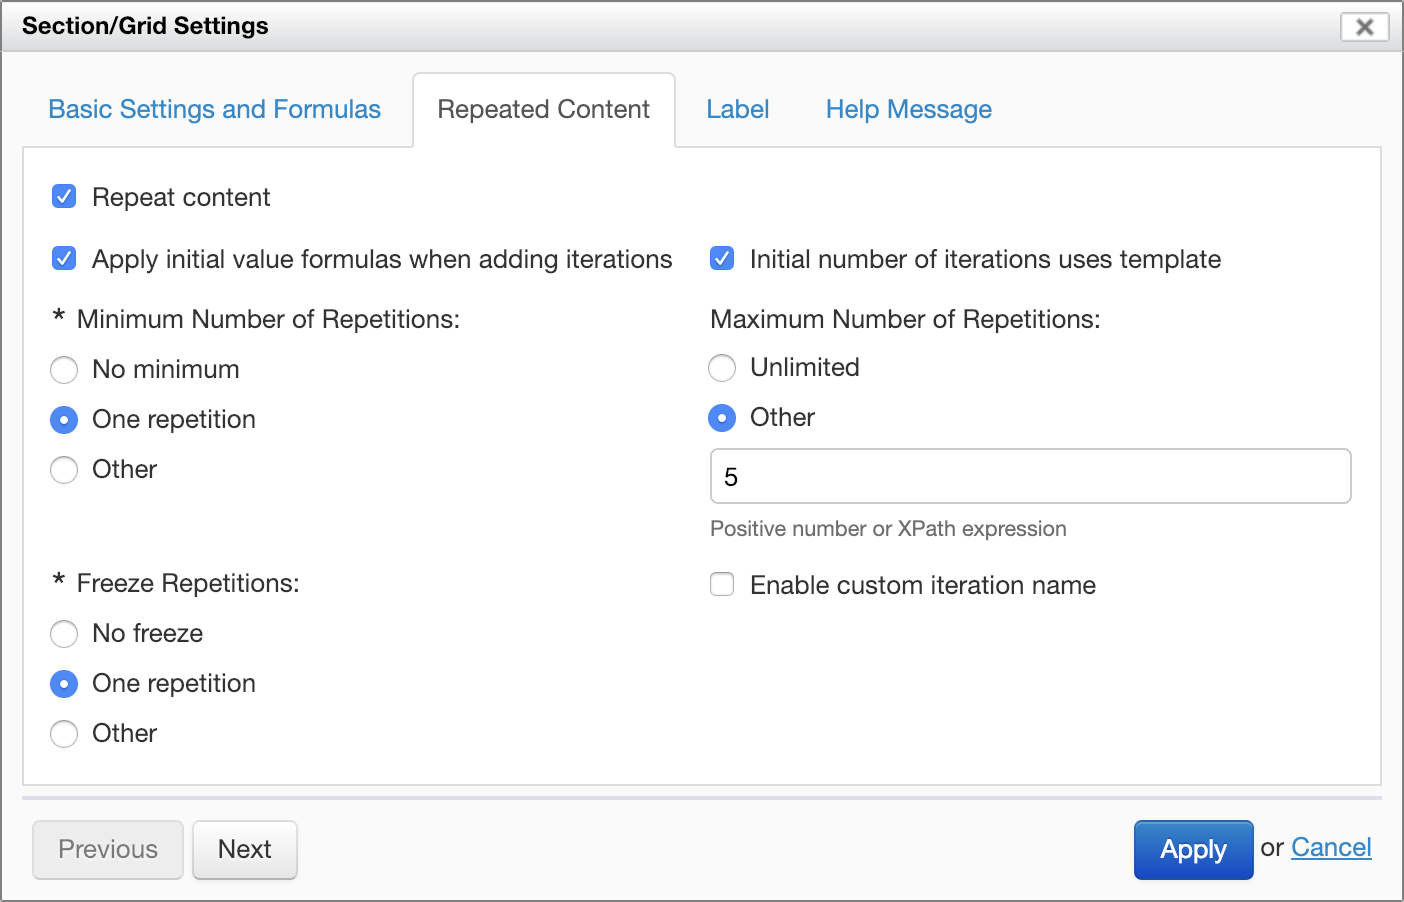 Section/Grid Settings
Basic Settings and Formulas Repeated Content Label Help Message
Repeat content
Apply initial value formulas when adding iterations
Initial number of iterations uses template
* Minimum Number of Repetitions:
No minimum
One repetition
Other
Maximum Number of Repetitions:
Unlimited
Other
5
Positive number or XPath expression
* Freeze Repetitions:
No freeze
One repetition
Other
Enable custom iteration name
Previous Next Apply or Cancel